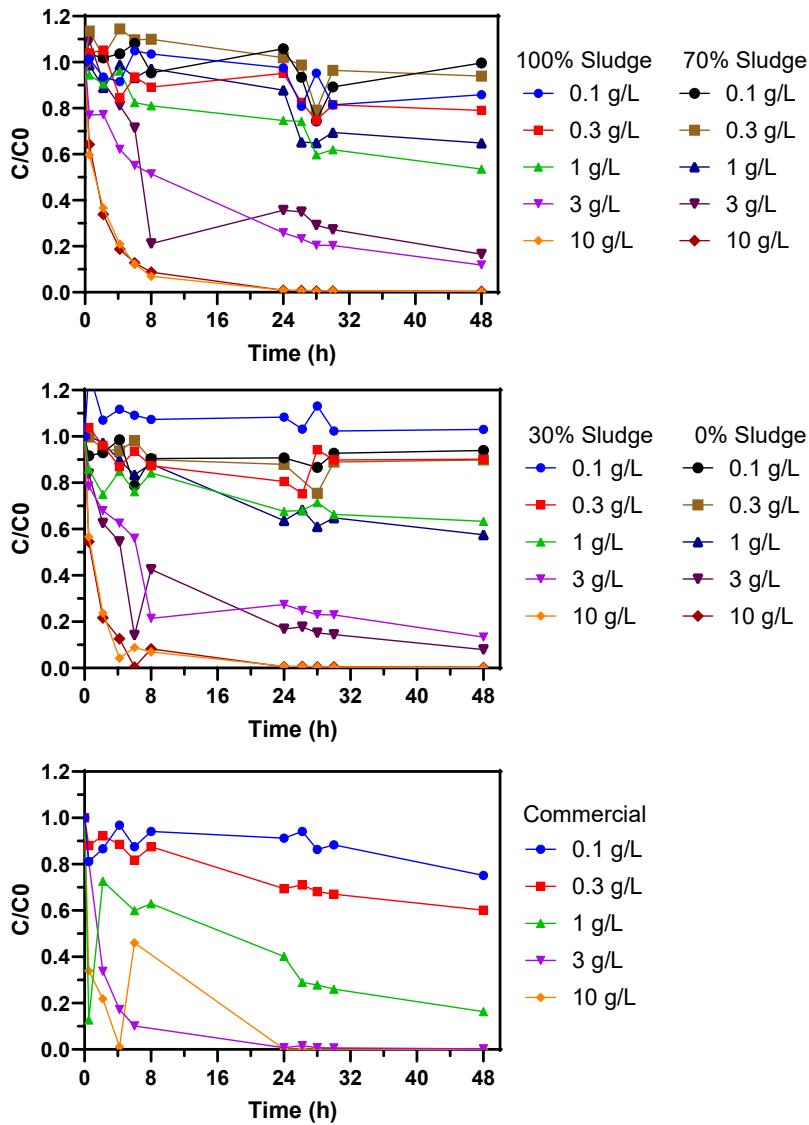 1.2
1.0
0.8
0.6
0.4
0.2
0.0
C/C0
0 8 16 24 32 40 48
Time (h)
100% Sludge 70% Sludge
0.1 g/L 0.1 g/L
0.3 g/L 0.3 g/L
1 g/L 1 g/L
3 g/L 3 g/L
10 g/L 10 g/L
1.2
1.0
0.8
0.6
0.4
0.2
0.0
C/C0
0 8 16 24 32 40 48
Time (h)
30% Sludge 0% Sludge
0.1 g/L 0.1 g/L
0.3 g/L 0.3 g/L
1 g/L 1 g/L
3 g/L 3 g/L
10 g/L 10 g/L
1.2
1.0
0.8
0.6
0.4
0.2
0.0
C/C0
0 8 16 24 32 40 48
Time (h)
Commercial
0.1 g/L
0.3 g/L
1 g/L
3 g/L
10 g/L